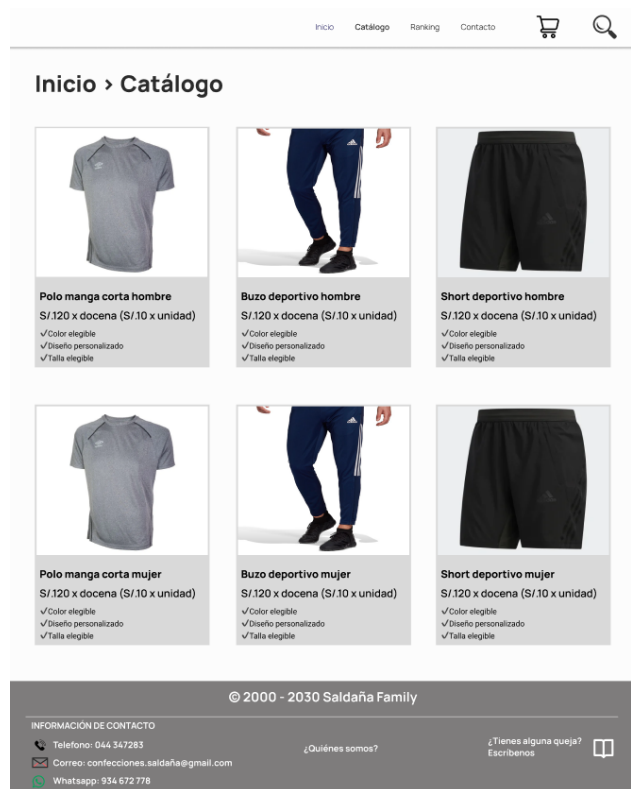 Inicio Catálogo Ranking Contacto
Inicio > Catálogo
Polo manga corta hombre
S/.120 x docena (S/.10 x unidad)
✓Color elegible
✓Diseño personalizado
✓Talla elegible
Buzo deportivo hombre
S/.120 x docena (S/.10 x unidad)
✓Color elegible
✓Diseño personalizado
✓Talla elegible
Short deportivo hombre
S/.120 x docena (S/.10 x unidad)
✓Color elegible
✓Diseño personalizado
✓Talla elegible
Polo manga corta mujer
S/.120 x docena (S/.10 x unidad)
✓Color elegible
✓Diseño personalizado
✓Talla elegible
Buzo deportivo mujer
S/.120 x docena (S/.10 x unidad)
✓Color elegible
✓Diseño personalizado
✓Talla elegible
Short deportivo mujer
S/.120 x docena (S/.10 x unidad)
✓Color elegible
✓Diseño personalizado
✓Talla elegible
© 2000 - 2030 Saldaña Family
INFORMACIÓN DE CONTACTO
Telefono: 044 347283
Correo: confecciones.saldaña@gmail.com
Whatsapp: 934 672 778
¿Quiénes somos?
¿Tienes alguna queja?
Escribenos